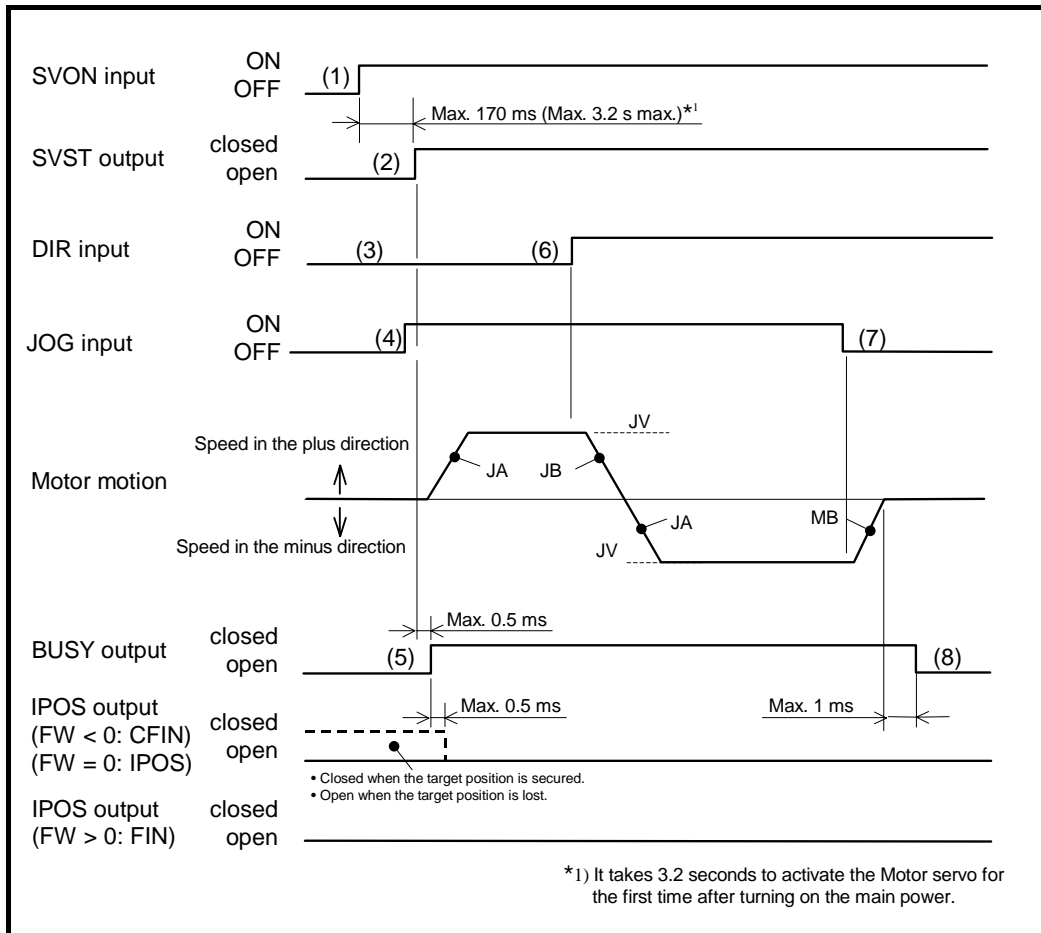 SVON input
ON
OFF
(1)
Max. 170 ms (Max. 3.2 s max.)*1
SVST output
closed
open
(2)
DIR input
ON
OFF
(3)
(6)
JOG input
ON
OFF
(4)
(7)
Motor motion
Speed in the plus direction
Speed in the minus direction
JA
JB
JV
JA
JV
MB
BUSY output
closed
open
(5)
Max. 0.5 ms
(8)
IPOS output
(FW < 0: CFIN)
(FW = 0: IPOS)
closed
open
Max. 0.5 ms
Max. 1 ms
• Closed when the target position is secured.
• Open when the target position is lost.
IPOS output
(FW > 0: FIN)
closed
open
*1) It takes 3.2 seconds to activate the Motor servo for
the first time after turning on the main power.